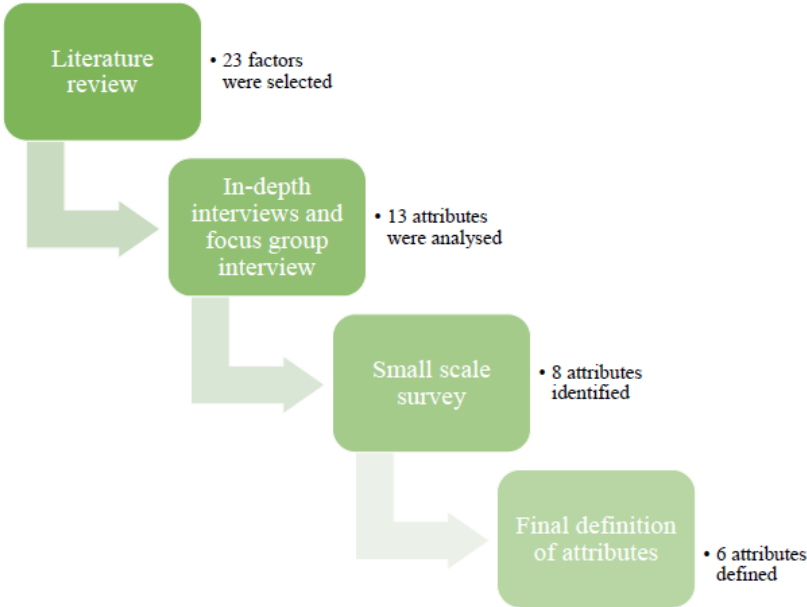 Literature
review
• 23 factors
were selected
In-depth
interviews and
focus group
interview
• 13 attributes
were analysed
Small scale
survey
• 8 attributes
identified
Final definition
of attributes
• 6 attributes
defined